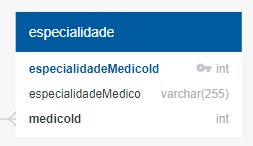 especialidade
especialidadeMedicoId int
especialidadeMedico varchar(255)
medicoId int